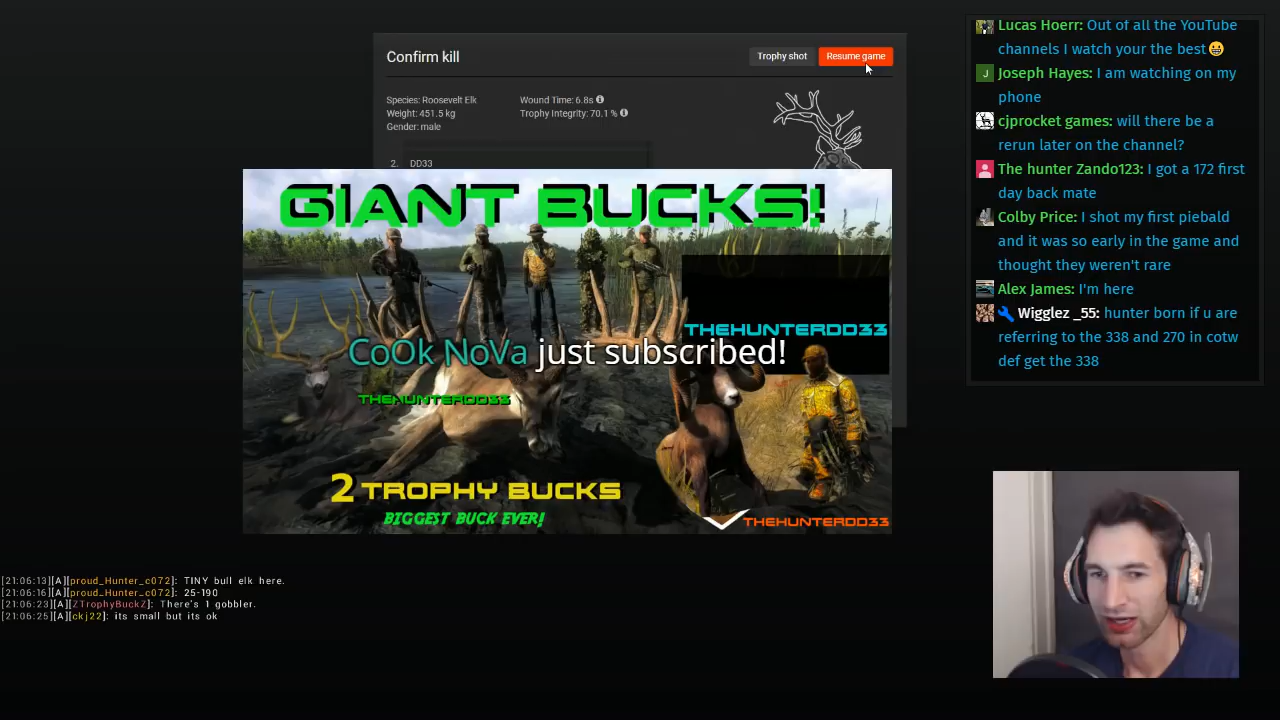 Confirm kill
Trophy shot
Resume game
Species: Roosevelt Elk
Weight: 451.5 kg
Gender: male
Wound Time: 6.8s
Trophy Integrity: 70.1 %
2. DD33
GIANT BUCKS!
THEHUNTERDD33
CoOk NoVa just subscribed!
THEHUNTERDD33
2 TROPHY BUCKS
BIGGEST BUCK EVER!
THEHUNTERDD33
Lucas Hoerr: Out of all the YouTube
channels I watch your the best😀
J
Joseph Hayes: I am watching on my
phone
cjprocket games: will there be a
rerun later on the channel?
The hunter Zando123: I got a 172 first
day back mate
Colby Price: I shot my first piebald
and it was so early in the game and
thought they weren't rare
Alex James: I'm here
Wigglez _55: hunter born if u are
referring to the 338 and 270 in cotw
def get the 338
[21:06:13][A][proud_Hunter_c072]: TINY bull elk here.
[21:06:16][A][proud_Hunter_c072]: 25-190
[21:06:23][A][ZTrophyBuckZ]: There's 1 gobbler.
[21:06:25][A][ckj22]: its small but its ok